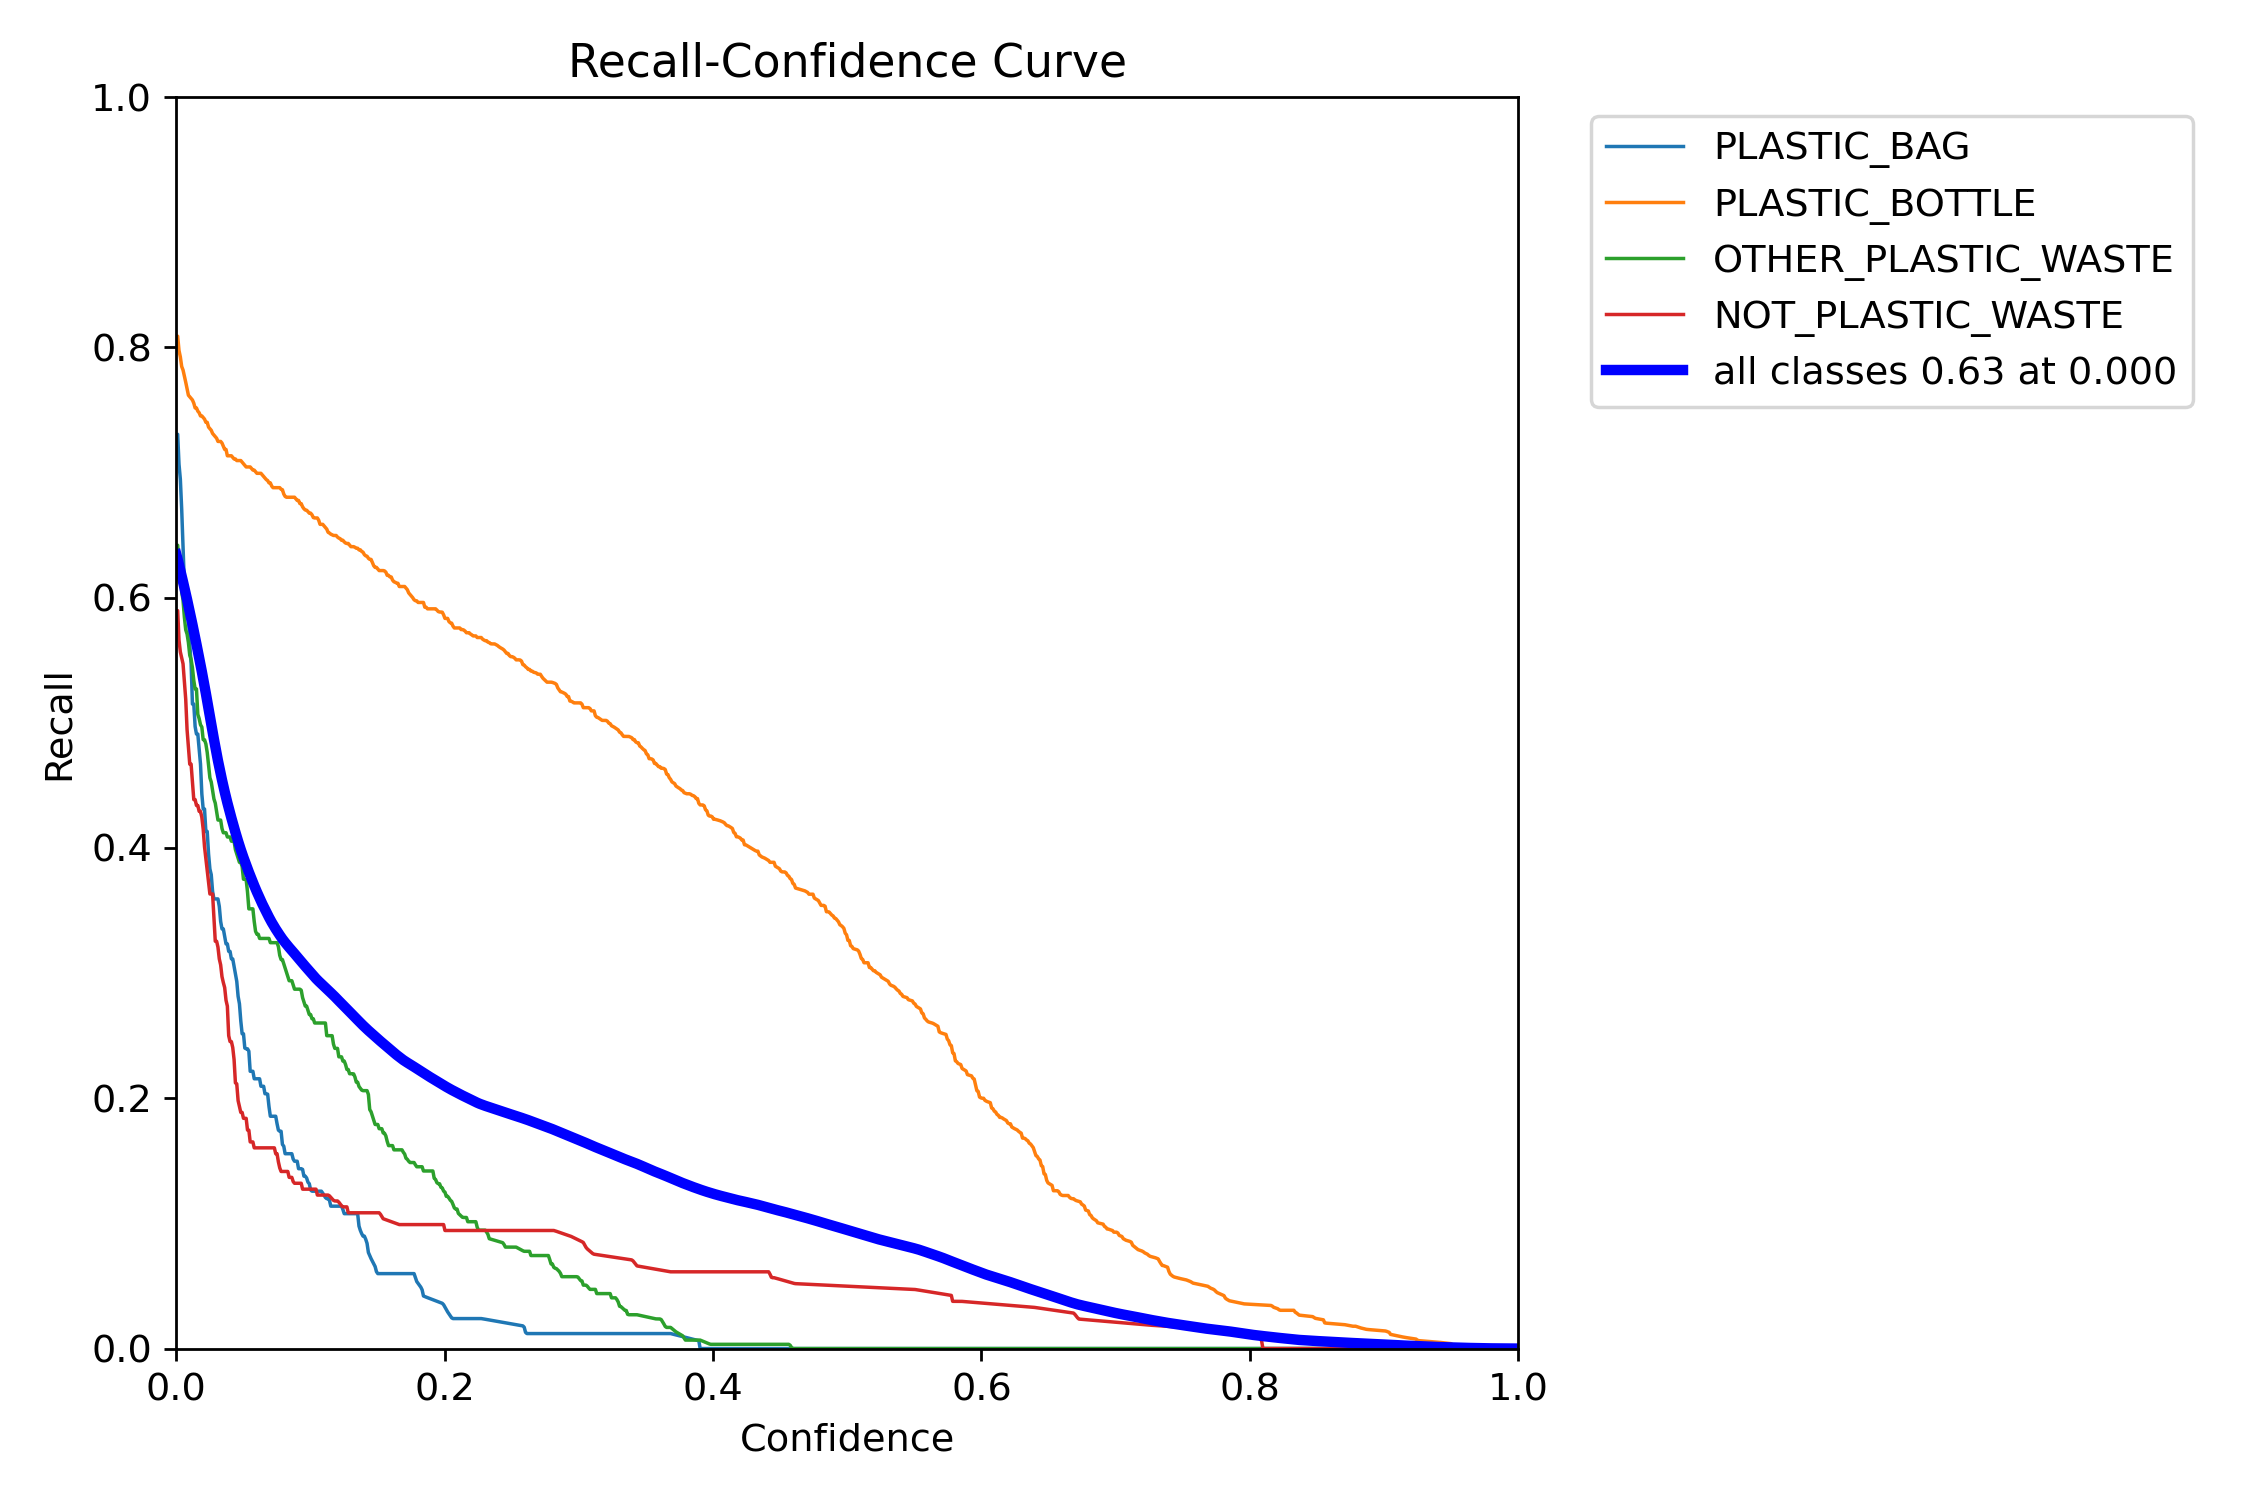 Recall-Confidence Curve
1.0
0.8
0.6
0.4
0.2
0.0
Recall
0.0 0.2 0.4 0.6 0.8 1.0
Confidence
PLASTIC_BAG
PLASTIC_BOTTLE
OTHER_PLASTIC_WASTE
NOT_PLASTIC_WASTE
all classes 0.63 at 0.000